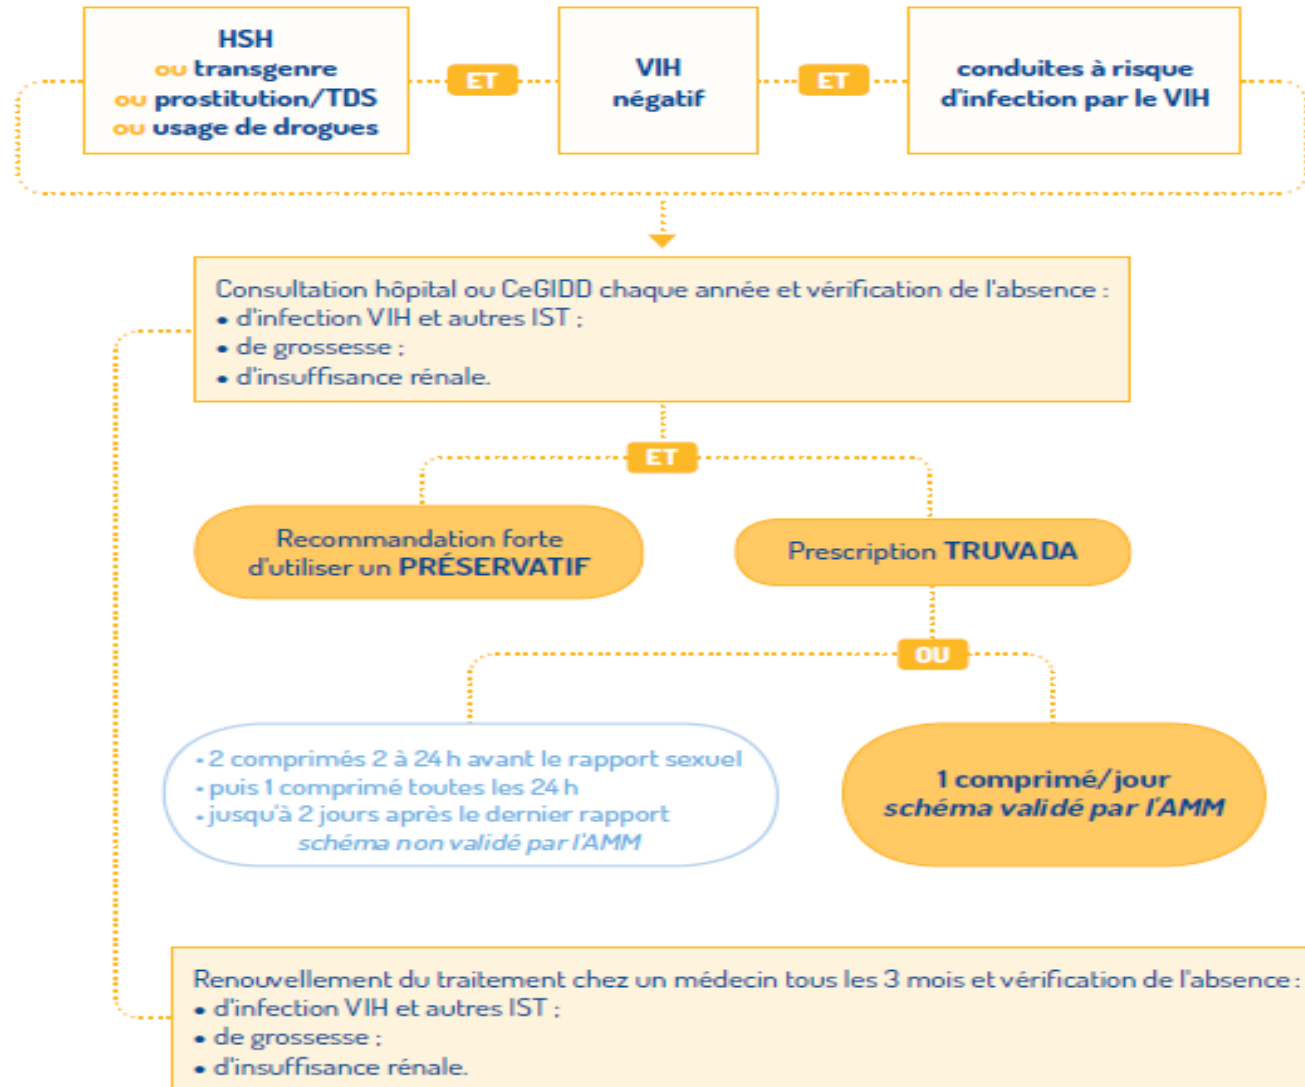 HSH
ou transgenre
ou prostitution/TDS
ou usage de drogues
ET
VIH
négatif
ET
conduites à risque
d'infection par le VIH
Consultation hôpital ou CeGIDD chaque année et vérification de l'absence :
• d'infection VIH et autres IST ;
• de grossesse ;
• d'insuffisance rénale.
ET
Recommandation forte
d'utiliser un PRÉSERVATIF
Prescription TRUVADA
OU
• 2 comprimés 2 à 24 h avant le rapport sexuel
• puis 1 comprimé toutes les 24 h
• jusqu'à 2 jours après le dernier rapport
schéma non validé par l'AMM
1 comprimé/jour
schéma validé par l'AMM
Renouvellement du traitement chez un médecin tous les 3 mois et vérification de l'absence :
• d'infection VIH et autres IST ;
• de grossesse ;
• d'insuffisance rénale.